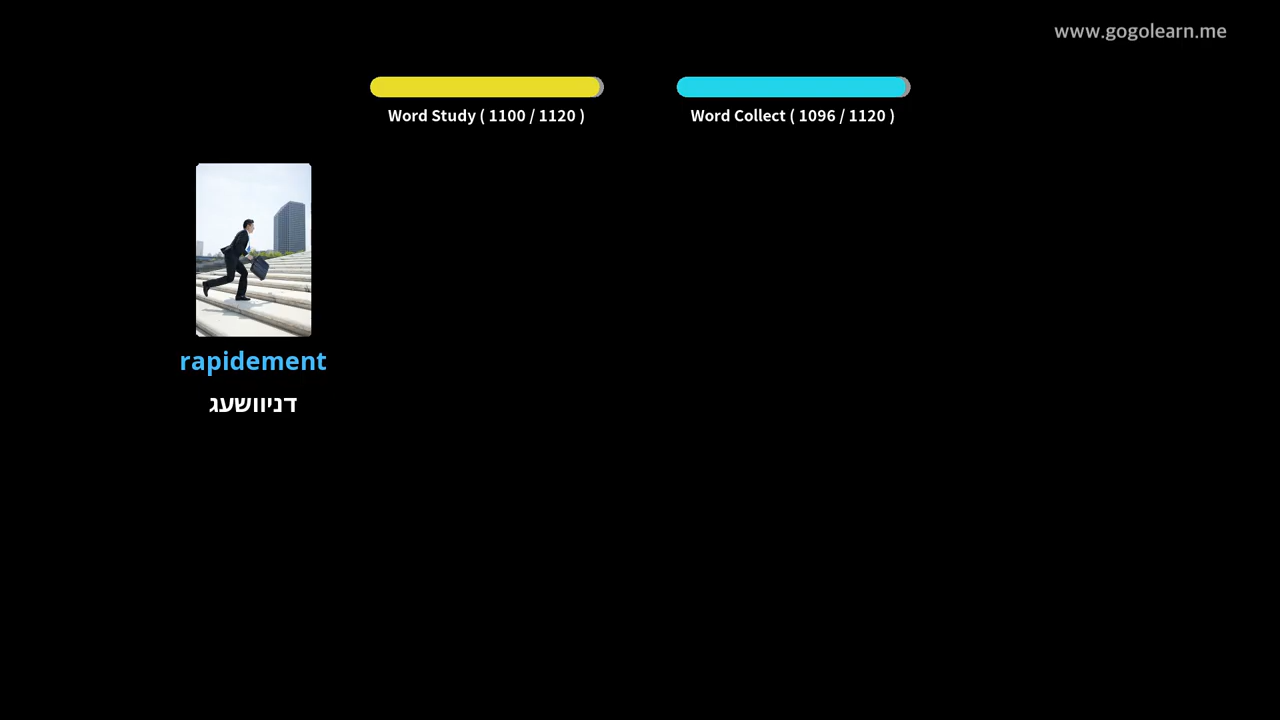 www.gogolearn.me
Word Study ( 1100 / 1120 )
Word Collect ( 1096 / 1120 )
rapidement
דניוושעג